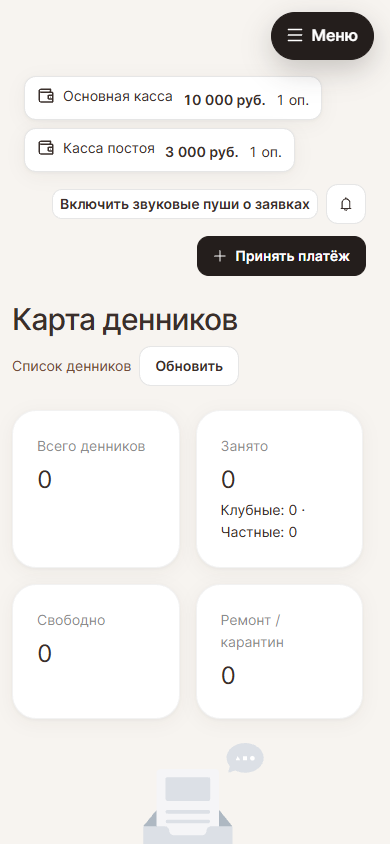 Меню
Основная касса 10 000 руб. 1 оп.
Касса постоя 3 000 руб. 1 оп.
Включить звуковые пуши о заявках
Принять платёж
Карта денников
Список денников Обновить
Всего денников
0
Занято
0
Клубные: 0 ·
Частные: 0
Свободно
0
Ремонт /
карантин
0